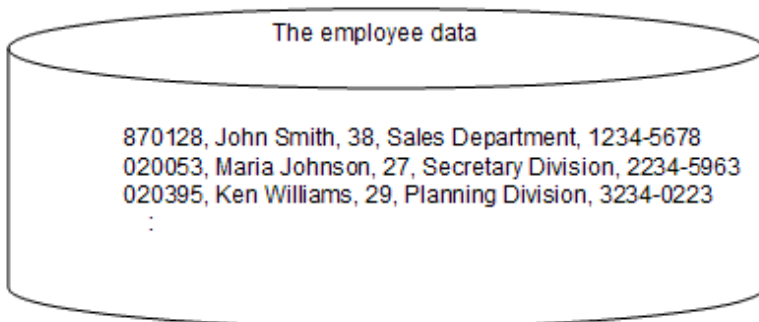 The employee data
870128, John Smith, 38, Sales Department, 1234-5678
020053, Maria Johnson, 27, Secretary Division, 2234-5963
020395, Ken Williams, 29, Planning Division, 3234-0223
: